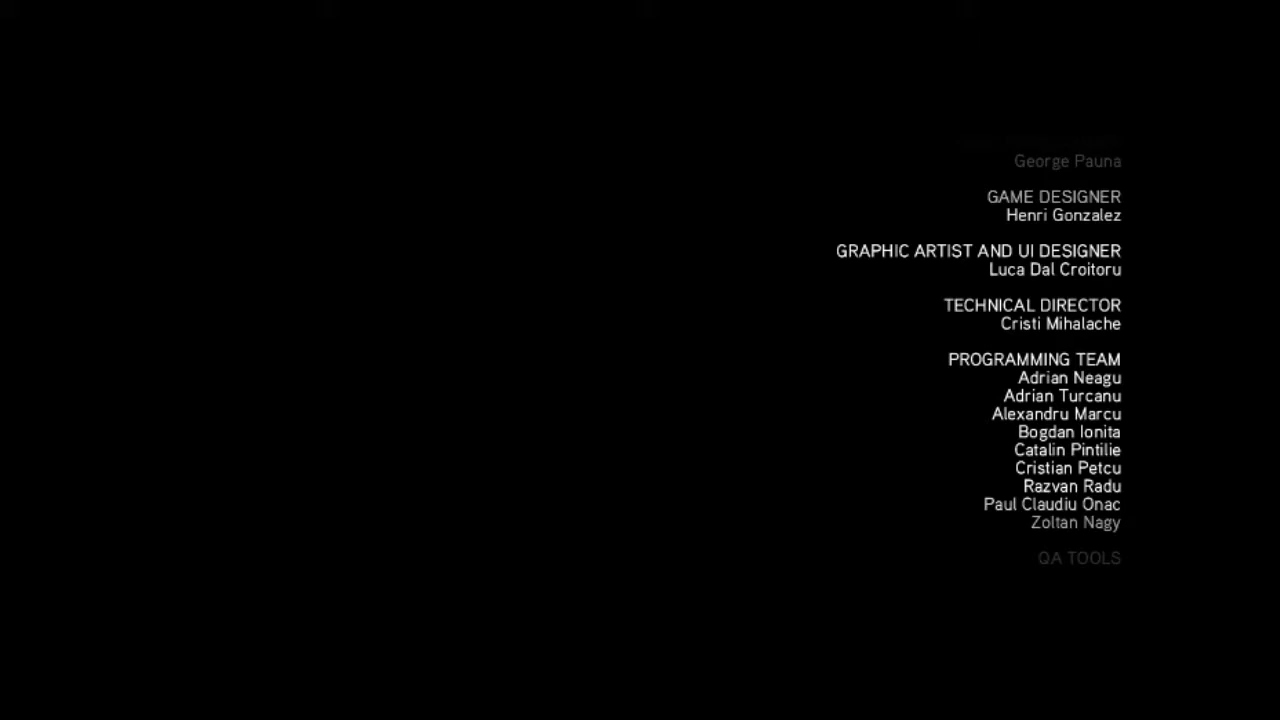 George Pauna
GAME DESIGNER
Henri Gonzalez
GRAPHIC ARTIST AND UI DESIGNER
Luca Dal Croitoru
TECHNICAL DIRECTOR
Cristi Mihalache
PROGRAMMING TEAM
Adrian Neagu
Adrian Turcanu
Alexandru Marcu
Bogdan Ionita
Catalin Pintilie
Cristian Petcu
Razvan Radu
Paul Claudiu Onac
Zoltan Nagy
QA TOOLS